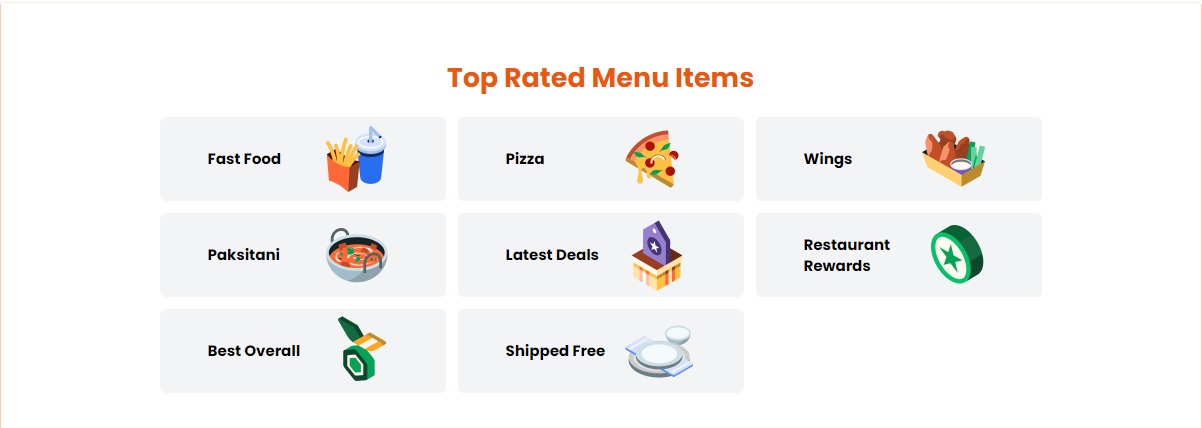 Top Rated Menu Items
Fast Food
Pizza
Wings
Paksitani
Latest Deals
Restaurant
Rewards
Best Overall
Shipped Free